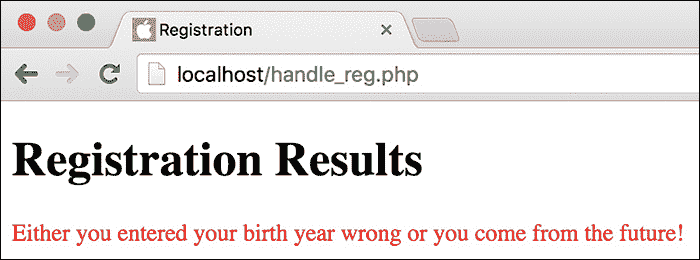 Registration
localhost/handle_reg.php
Registration Results
Either you entered your birth year wrong or you come from the future!